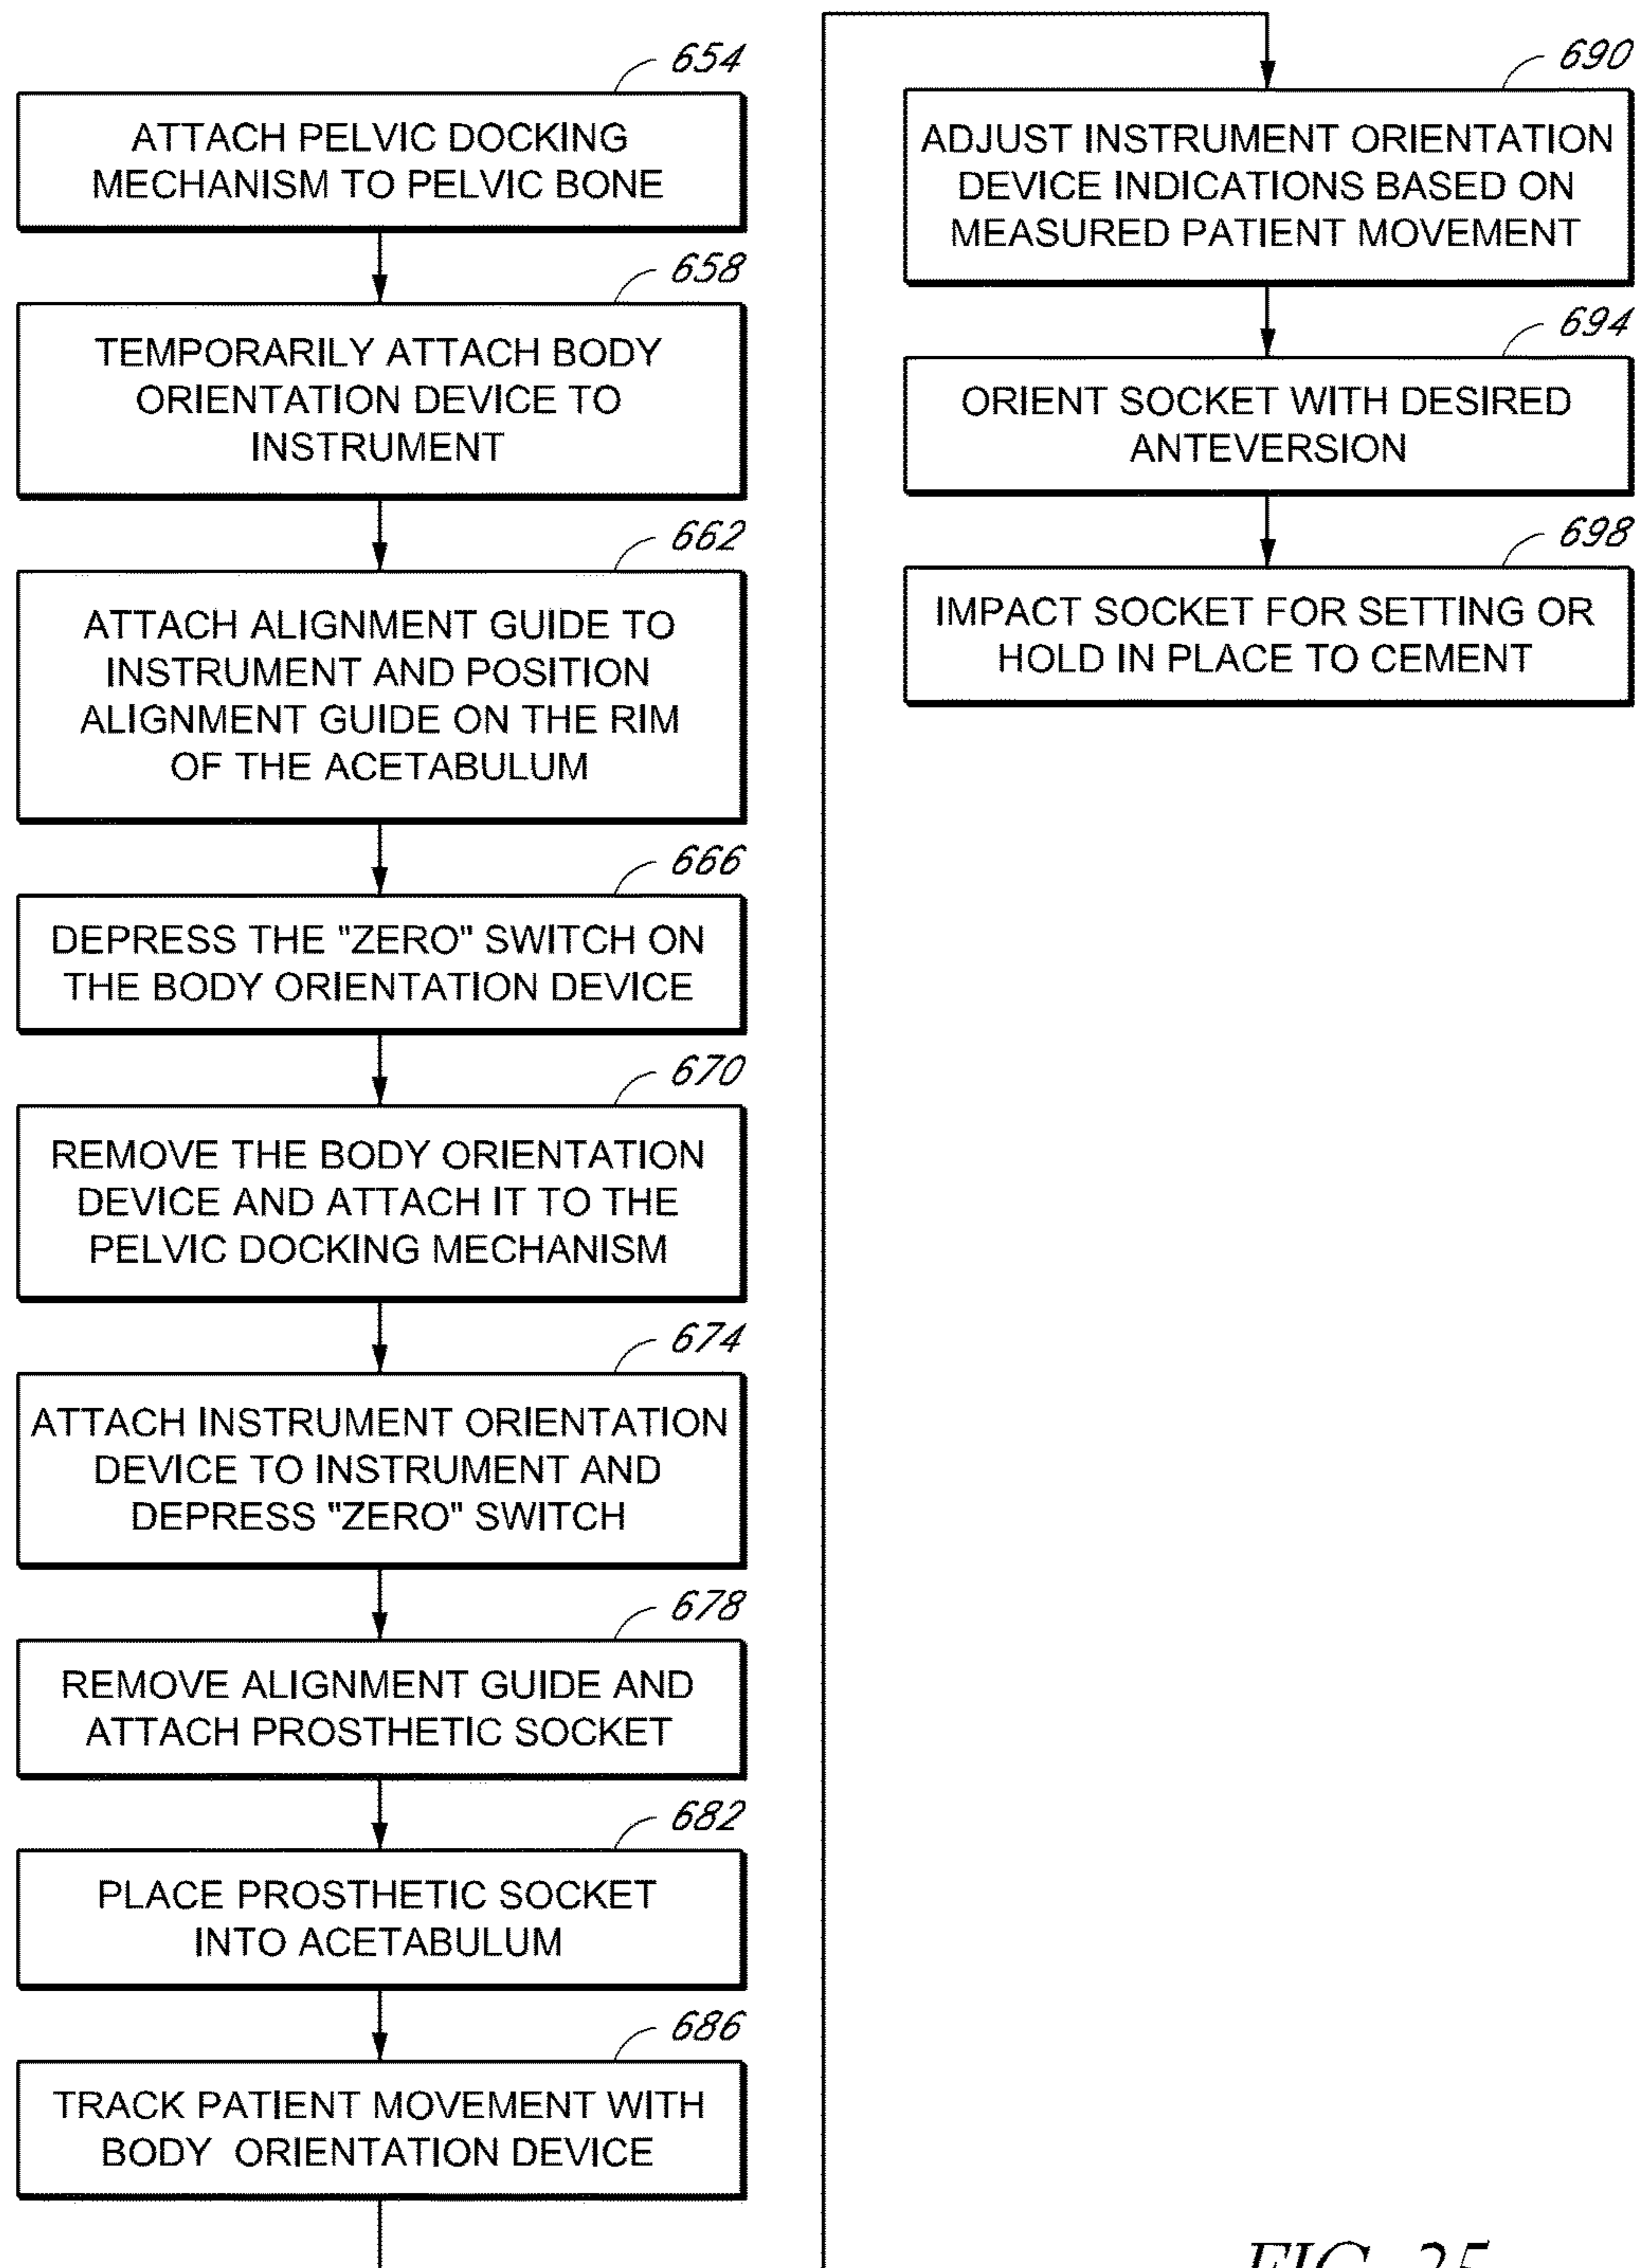 654
ATTACH PELVIC DOCKING
MECHANISM TO PELVIC BONE
658
TEMPORARILY ATTACH BODY
ORIENTATION DEVICE TO
INSTRUMENT
662
ATTACH ALIGNMENT GUIDE TO
INSTRUMENT AND POSITION
ALIGNMENT GUIDE ON THE RIM
OF THE ACETABULUM
666
DEPRESS THE "ZERO" SWITCH ON
THE BODY ORIENTATION DEVICE
670
REMOVE THE BODY ORIENTATION
DEVICE AND ATTACH IT TO THE
PELVIC DOCKING MECHANISM
674
ATTACH INSTRUMENT ORIENTATION
DEVICE TO INSTRUMENT AND
DEPRESS "ZERO" SWITCH
678
REMOVE ALIGNMENT GUIDE AND
ATTACH PROSTHETIC SOCKET
682
PLACE PROSTHETIC SOCKET
INTO ACETABULUM
686
TRACK PATIENT MOVEMENT WITH
BODY ORIENTATION DEVICE
690
ADJUST INSTRUMENT ORIENTATION
DEVICE INDICATIONS BASED ON
MEASURED PATIENT MOVEMENT
694
ORIENT SOCKET WITH DESIRED
ANTEVERSION
698
IMPACT SOCKET FOR SETTING OR
HOLD IN PLACE TO CEMENT
FIG. 25